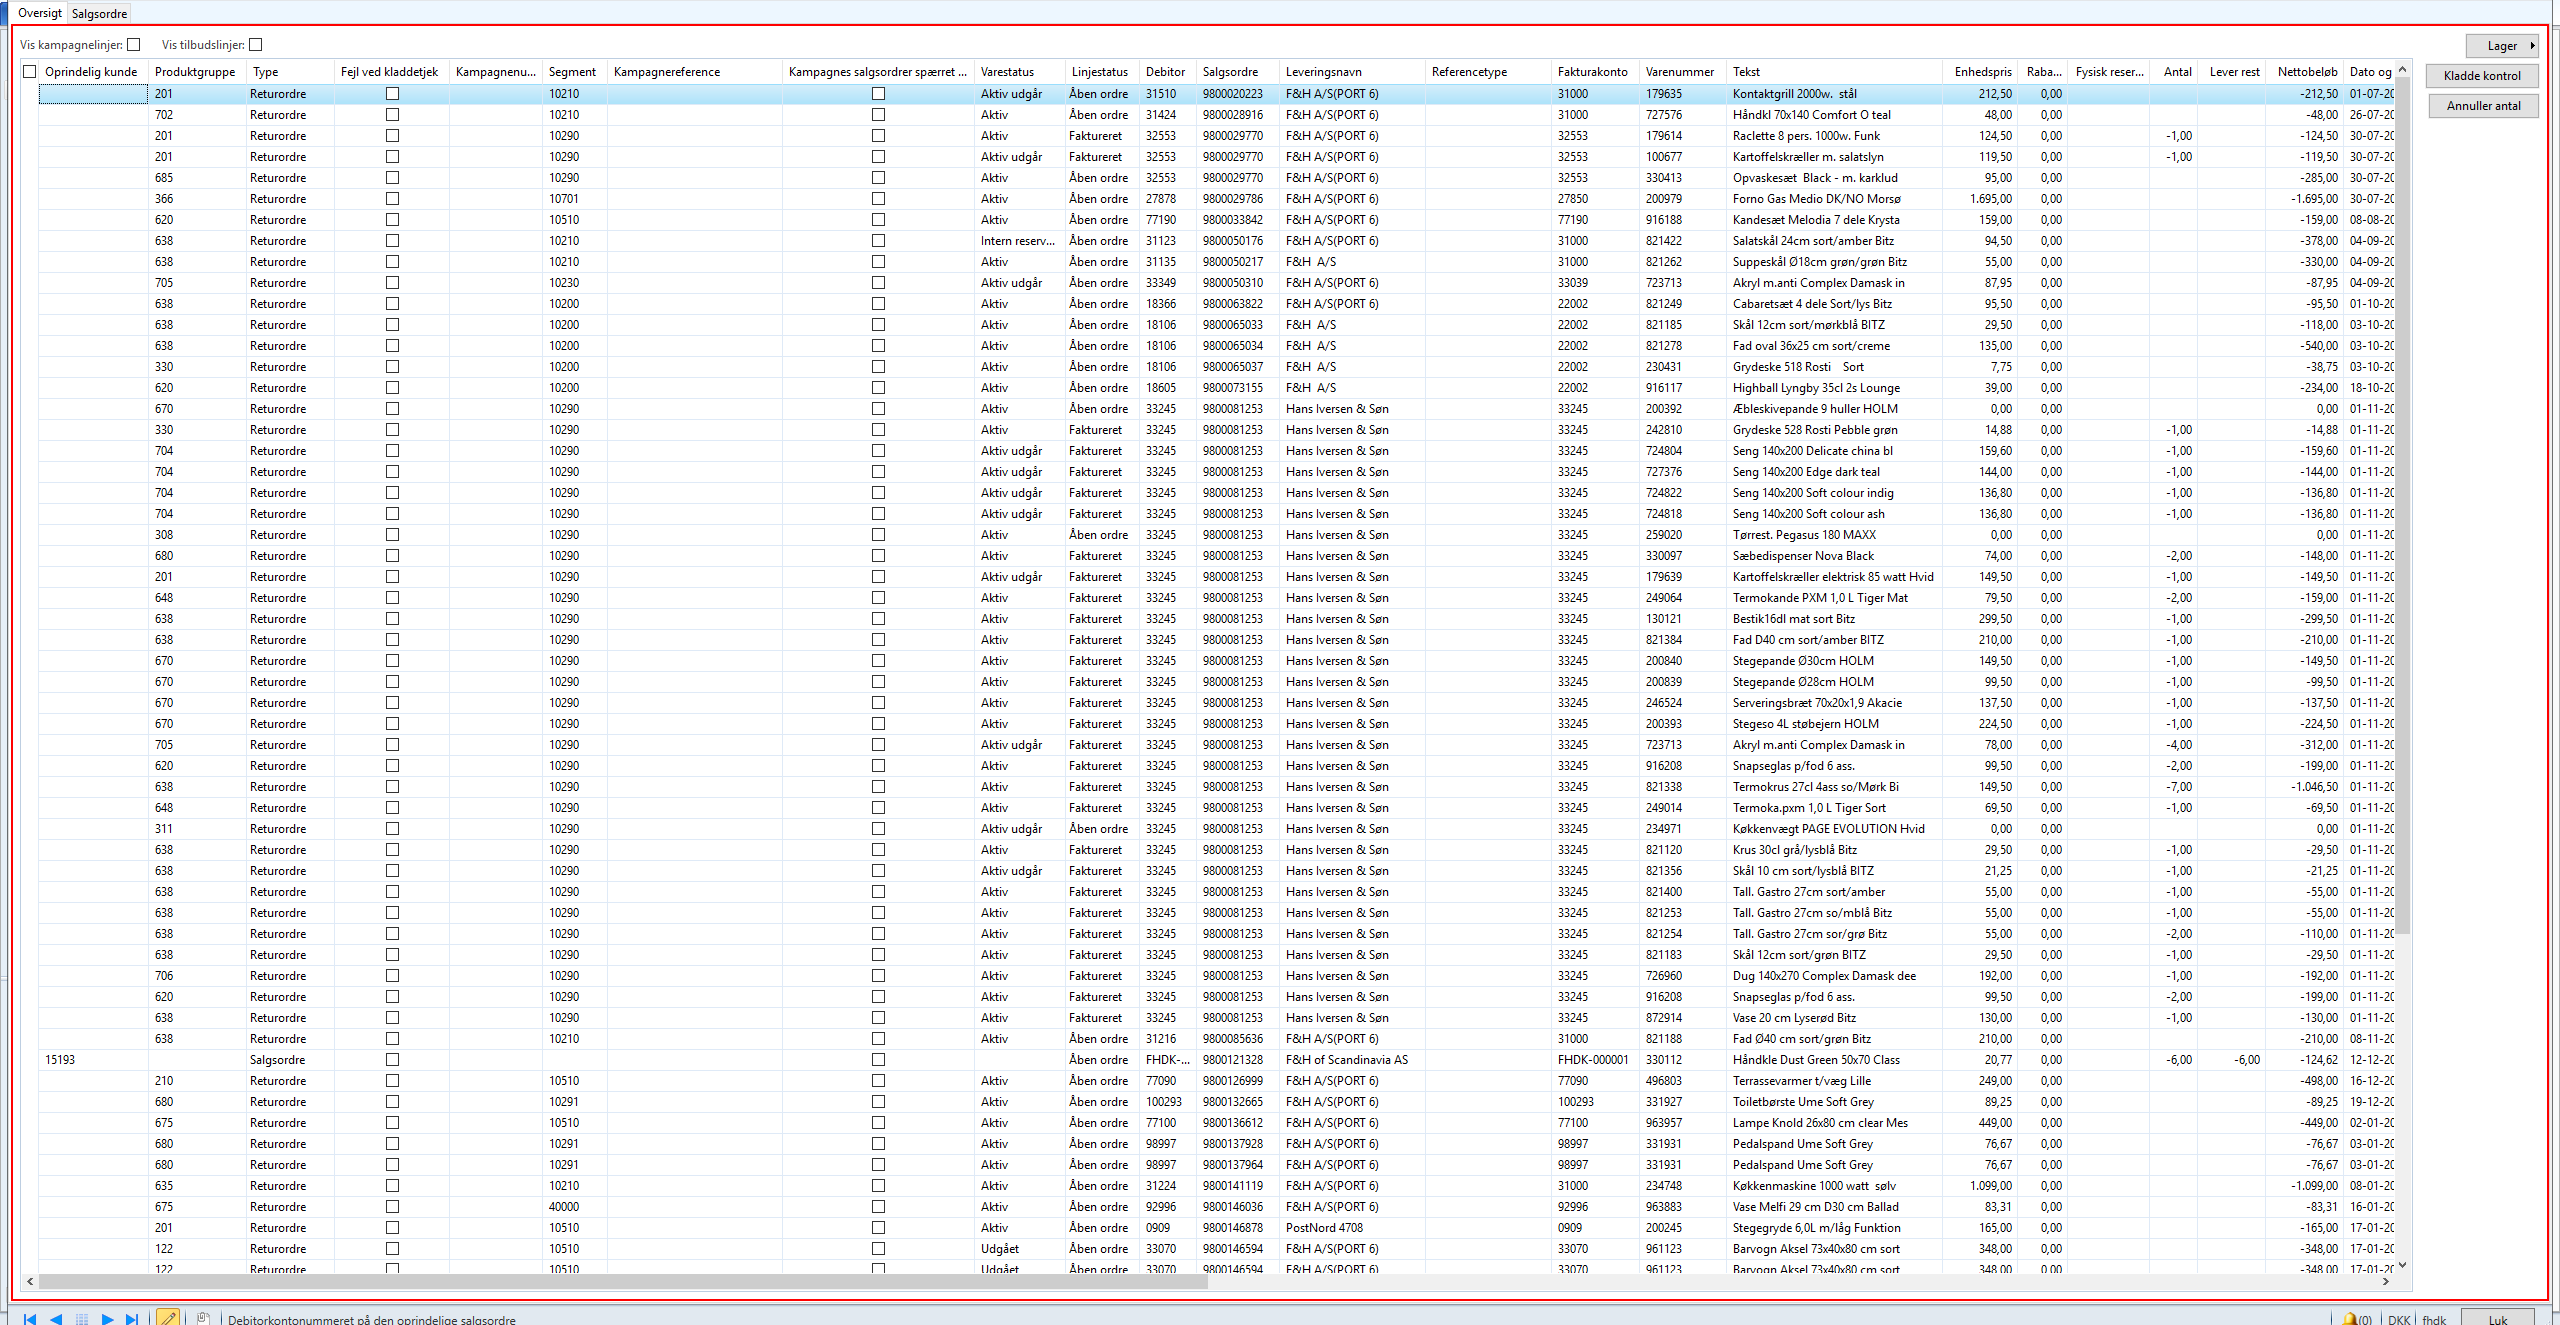 Oversigt Salgsordre
Vis kampagnelinjer: Vis tilbudslinjer:
Lager
Kladde kontrol
Annuller antal
Oprindelig kunde Produktgruppe Type Fejl ved kladdetjek Kampagnenu... Segment Kampagnereference Kampagnes salgsordrer spærret ... Varestatus Linjestatus Debitor Salgsordre Leveringsnavn Referencetype Fakturakonto Varenummer Tekst Enhedspris Raba... Fysisk reser... Antal Lever rest Nettobeløb Dato og
201 Returordre 10210 Aktiv udgår Åben ordre 31510 9800020223 F&H A/S(PORT 6) 31000 179635 Kontaktgrill 2000w. stål 212,50 0,00 -212,50 01-07-20
702 Returordre 10210 Aktiv Åben ordre 31424 9800028916 F&H A/S(PORT 6) 31000 727576 Håndkl 70x140 Comfort O teal 48,00 0,00 -48,00 26-07-20
201 Returordre 10290 Aktiv Faktureret 32553 9800029770 F&H A/S(PORT 6) 32553 179614 Raclette 8 pers. 1000w. Funk 124,50 0,00 -1,00 -124,50 30-07-20
201 Returordre 10290 Aktiv udgår Faktureret 32553 9800029770 F&H A/S(PORT 6) 32553 100677 Kartoffelskræller m. salatslyn 119,50 0,00 -1,00 -119,50 30-07-20
685 Returordre 10290 Aktiv Åben ordre 32553 9800029770 F&H A/S(PORT 6) 32553 330413 Opvaskesæt Black - m. karklud 95,00 0,00 -285,00 30-07-20
366 Returordre 10701 Aktiv Åben ordre 27878 9800029786 F&H A/S(PORT 6) 27850 200979 Forno Gas Medio DK/NO Morsø 1.695,00 0,00 -1.695,00 30-07-20
620 Returordre 10510 Aktiv Åben ordre 77190 9800033842 F&H A/S(PORT 6) 77190 916188 Kandesæt Melodia 7 dele Krysta 159,00 0,00 -159,00 08-08-20
638 Returordre 10210 Intern reserv... Åben ordre 31123 9800050176 F&H A/S(PORT 6) 31000 821422 Salatskål 24cm sort/amber Bitz 94,50 0,00 -378,00 04-09-20
638 Returordre 10210 Aktiv Åben ordre 31135 9800050217 F&H A/S 31000 821262 Suppeskål Ø18cm grøn/grøn Bitz 55,00 0,00 -330,00 04-09-20
705 Returordre 10230 Aktiv udgår Åben ordre 33349 9800050310 F&H A/S(PORT 6) 33039 723713 Akryl m.anti Complex Damask in 87,95 0,00 -87,95 04-09-20
638 Returordre 10200 Aktiv Åben ordre 18366 9800063822 F&H A/S(PORT 6) 22002 821249 Cabaretsæt 4 dele Sort/lys Bitz 95,50 0,00 -95,50 01-10-20
638 Returordre 10200 Aktiv Åben ordre 18106 9800065033 F&H A/S 22002 821185 Skål 12cm sort/mørkblå BITZ 29,50 0,00 -118,00 03-10-20
638 Returordre 10200 Aktiv Åben ordre 18106 9800065034 F&H A/S 22002 821278 Fad oval 36x25 cm sort/creme 135,00 0,00 -540,00 03-10-20
330 Returordre 10200 Aktiv Åben ordre 18106 9800065037 F&H A/S 22002 230431 Grydeske 518 Rosti Sort 7,75 0,00 -38,75 03-10-20
620 Returordre 10200 Aktiv Åben ordre 18605 9800073155 F&H A/S 22002 916117 Highball Lyngby 35cl 2s Lounge 39,00 0,00 -234,00 18-10-20
670 Returordre 10290 Aktiv Åben ordre 33245 9800081253 Hans Iversen & Søn 33245 200392 Æbleskivepande 9 huller HOLM 0,00 0,00 0,00 01-11-20
330 Returordre 10290 Aktiv Faktureret 33245 9800081253 Hans Iversen & Søn 33245 242810 Grydeske 528 Rosti Pebble grøn 14,88 0,00 -1,00 -14,88 01-11-20
704 Returordre 10290 Aktiv udgår Faktureret 33245 9800081253 Hans Iversen & Søn 33245 724804 Seng 140x200 Delicate china bl 159,60 0,00 -1,00 -159,60 01-11-20
704 Returordre 10290 Aktiv udgår Faktureret 33245 9800081253 Hans Iversen & Søn 33245 727376 Seng 140x200 Edge dark teal 144,00 0,00 -1,00 -144,00 01-11-20
704 Returordre 10290 Aktiv udgår Faktureret 33245 9800081253 Hans Iversen & Søn 33245 724822 Seng 140x200 Soft colour indig 136,80 0,00 -1,00 -136,80 01-11-20
704 Returordre 10290 Aktiv udgår Faktureret 33245 9800081253 Hans Iversen & Søn 33245 724818 Seng 140x200 Soft colour ash 136,80 0,00 -1,00 -136,80 01-11-20
308 Returordre 10290 Aktiv Åben ordre 33245 9800081253 Hans Iversen & Søn 33245 259020 Tørrest. Pegasus 180 MAXX 0,00 0,00 0,00 01-11-20
680 Returordre 10290 Aktiv Faktureret 33245 9800081253 Hans Iversen & Søn 33245 330097 Sæbedispenser Nova Black 74,00 0,00 -2,00 -148,00 01-11-20
201 Returordre 10290 Aktiv udgår Faktureret 33245 9800081253 Hans Iversen & Søn 33245 179639 Kartoffelskræller elektrisk 85 watt Hvid 149,50 0,00 -1,00 -149,50 01-11-20
648 Returordre 10290 Aktiv Faktureret 33245 9800081253 Hans Iversen & Søn 33245 249064 Termokande PXM 1,0 L Tiger Mat 79,50 0,00 -2,00 -159,00 01-11-20
638 Returordre 10290 Aktiv Faktureret 33245 9800081253 Hans Iversen & Søn 33245 130121 Bestik16dl mat sort Bitz 299,50 0,00 -1,00 -299,50 01-11-20
638 Returordre 10290 Aktiv Faktureret 33245 9800081253 Hans Iversen & Søn 33245 821384 Fad D40 cm sort/amber BITZ 210,00 0,00 -1,00 -210,00 01-11-20
670 Returordre 10290 Aktiv Faktureret 33245 9800081253 Hans Iversen & Søn 33245 200840 Stegepande Ø30cm HOLM 149,50 0,00 -1,00 -149,50 01-11-20
670 Returordre 10290 Aktiv Faktureret 33245 9800081253 Hans Iversen & Søn 33245 200839 Stegepande Ø28cm HOLM 99,50 0,00 -1,00 -99,50 01-11-20
670 Returordre 10290 Aktiv Faktureret 33245 9800081253 Hans Iversen & Søn 33245 246524 Serveringsbræt 70x20x1,9 Akacie 137,50 0,00 -1,00 -137,50 01-11-20
670 Returordre 10290 Aktiv Faktureret 33245 9800081253 Hans Iversen & Søn 33245 200393 Stegeso 4L støbejern HOLM 224,50 0,00 -1,00 -224,50 01-11-20
705 Returordre 10290 Aktiv udgår Faktureret 33245 9800081253 Hans Iversen & Søn 33245 723713 Akryl m.anti Complex Damask in 78,00 0,00 -4,00 -312,00 01-11-20
620 Returordre 10290 Aktiv Faktureret 33245 9800081253 Hans Iversen & Søn 33245 916208 Snapseglas p/fod 6 ass. 99,50 0,00 -2,00 -199,00 01-11-20
638 Returordre 10290 Aktiv Faktureret 33245 9800081253 Hans Iversen & Søn 33245 821338 Termokrus 27cl 4ass so/Mørk Bi 149,50 0,00 -7,00 -1.046,50 01-11-20
648 Returordre 10290 Aktiv Faktureret 33245 9800081253 Hans Iversen & Søn 33245 249014 Termoka.pxm 1,0 L Tiger Sort 69,50 0,00 -1,00 -69,50 01-11-20
311 Returordre 10290 Aktiv udgår Åben ordre 33245 9800081253 Hans Iversen & Søn 33245 234971 Køkkenvægt PAGE EVOLUTION Hvid 0,00 0,00 0,00 01-11-20
638 Returordre 10290 Aktiv Faktureret 33245 9800081253 Hans Iversen & Søn 33245 821120 Krus 30cl grå/lysblå Bitz 29,50 0,00 -1,00 -29,50 01-11-20
638 Returordre 10290 Aktiv udgår Faktureret 33245 9800081253 Hans Iversen & Søn 33245 821356 Skål 10 cm sort/lysblå BITZ 21,25 0,00 -1,00 -21,25 01-11-20
638 Returordre 10290 Aktiv Faktureret 33245 9800081253 Hans Iversen & Søn 33245 821400 Tall. Gastro 27cm sort/amber 55,00 0,00 -1,00 -55,00 01-11-20
638 Returordre 10290 Aktiv Faktureret 33245 9800081253 Hans Iversen & Søn 33245 821253 Tall. Gastro 27cm so/mblå Bitz 55,00 0,00 -1,00 -55,00 01-11-20
638 Returordre 10290 Aktiv Faktureret 33245 9800081253 Hans Iversen & Søn 33245 821254 Tall. Gastro 27cm sor/grø Bitz 55,00 0,00 -2,00 -110,00 01-11-20
638 Returordre 10290 Aktiv Faktureret 33245 9800081253 Hans Iversen & Søn 33245 821183 Skål 12cm sort/grøn BITZ 29,50 0,00 -1,00 -29,50 01-11-20
706 Returordre 10290 Aktiv Faktureret 33245 9800081253 Hans Iversen & Søn 33245 726960 Dug 140x270 Complex Damask dee 192,00 0,00 -1,00 -192,00 01-11-20
620 Returordre 10290 Aktiv Faktureret 33245 9800081253 Hans Iversen & Søn 33245 916208 Snapseglas p/fod 6 ass. 99,50 0,00 -2,00 -199,00 01-11-20
638 Returordre 10290 Aktiv Faktureret 33245 9800081253 Hans Iversen & Søn 33245 872914 Vase 20 cm Lyserød Bitz 130,00 0,00 -1,00 -130,00 01-11-20
638 Returordre 10210 Aktiv Åben ordre 31216 9800085636 F&H A/S(PORT 6) 31000 821188 Fad Ø40 cm sort/grøn Bitz 210,00 0,00 -210,00 08-11-20
15193 Salgsordre Åben ordre FHDK-... 9800121328 F&H of Scandinavia AS FHDK-000001 330112 Håndkle Dust Green 50x70 Class 20,77 0,00 -6,00 -6,00 -124,62 12-12-20
210 Returordre 10510 Aktiv Åben ordre 77090 9800126999 F&H A/S(PORT 6) 77090 496803 Terrassevarmer t/væg Lille 249,00 0,00 -498,00 16-12-20
680 Returordre 10291 Aktiv Åben ordre 100293 9800132665 F&H A/S(PORT 6) 100293 331927 Toiletbørste Ume Soft Grey 89,25 0,00 -89,25 19-12-20
675 Returordre 10510 Aktiv Åben ordre 77100 9800136612 F&H A/S(PORT 6) 77100 963957 Lampe Knold 26x80 cm clear Mes 449,00 0,00 -449,00 02-01-20
680 Returordre 10291 Aktiv Åben ordre 98997 9800137928 F&H A/S(PORT 6) 98997 331931 Pedalspand Ume Soft Grey 76,67 0,00 -76,67 03-01-20
680 Returordre 10291 Aktiv Åben ordre 98997 9800137964 F&H A/S(PORT 6) 98997 331931 Pedalspand Ume Soft Grey 76,67 0,00 -76,67 03-01-20
635 Returordre 10210 Aktiv Åben ordre 31224 9800141119 F&H A/S(PORT 6) 31000 234748 Køkkenmaskine 1000 watt sølv 1.099,00 0,00 -1.099,00 08-01-20
675 Returordre 40000 Aktiv Åben ordre 92996 9800146036 F&H A/S(PORT 6) 92996 963883 Vase Melfi 29 cm D30 cm Ballad 83,31 0,00 -83,31 16-01-20
201 Returordre 10510 Aktiv Åben ordre 0909 9800146878 PostNord 4708 0909 200245 Stegegryde 6,0L m/låg Funktion 165,00 0,00 -165,00 17-01-20
122 Returordre 10510 Udgået Åben ordre 33070 9800146594 F&H A/S(PORT 6) 33070 961123 Barvogn Aksel 73x40x80 cm sort 348,00 0,00 -348,00 17-01-20
122 Returordre 10510 Udgået Åben ordre 33070 9800146594 F&H A/S(PORT 6) 33070 961123 Barvogn Aksel 73x40x80 cm sort 348,00 0,00 -348,00 17-01-20
Debitorkontonummeret på den oprindelige salgsordre (0) DKK fhdk Luk